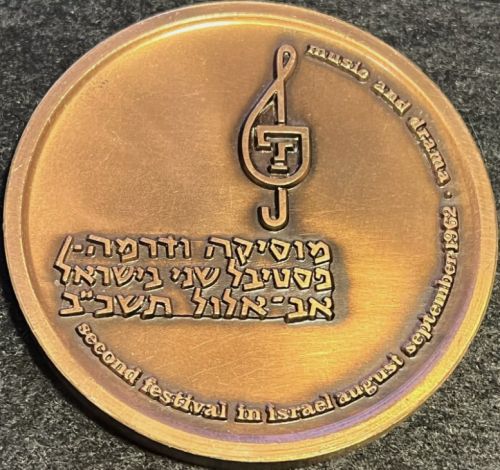 מוסיקה ודרמה-
פסטיבל שני בישראל
אב-אלול תשכ"ב
music and drama · second festival in israel august september 1962